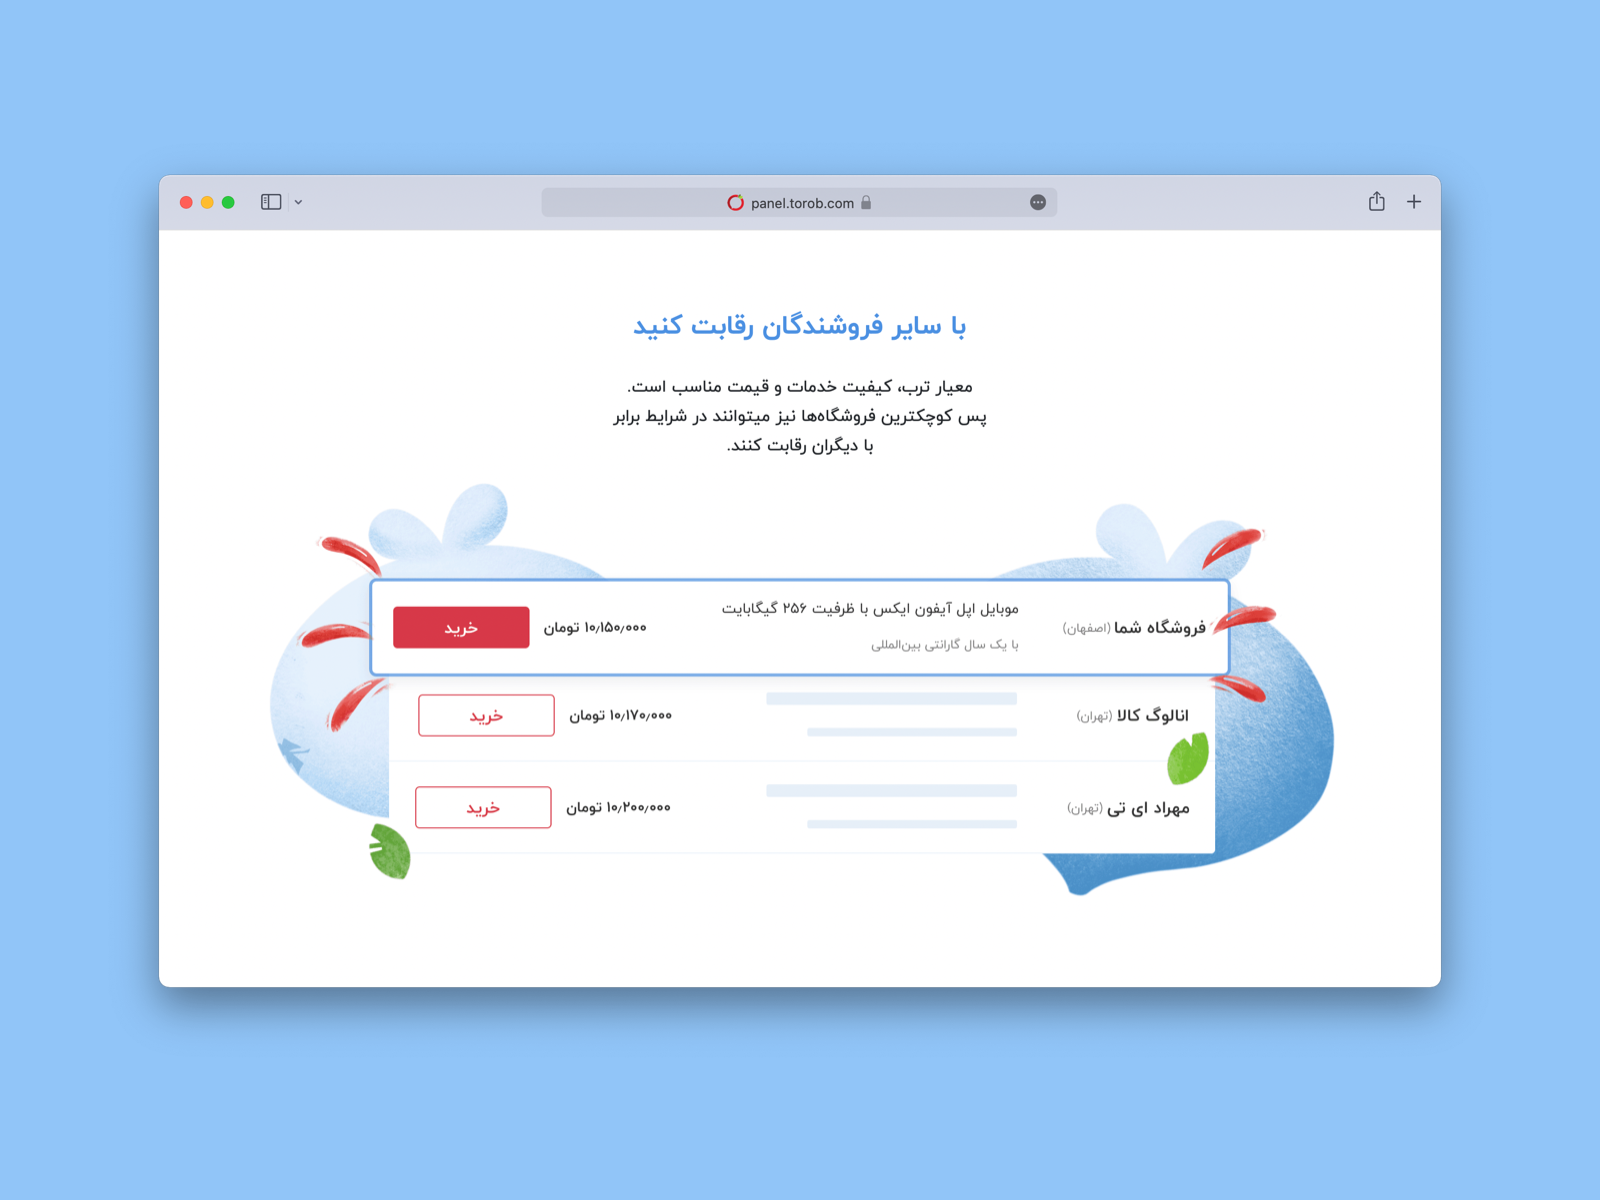 panel.torob.com
با سایر فروشندگان رقابت کنید
معیار ترب، کیفیت خدمات و قیمت مناسب است.
پس کوچکترین فروشگاه‌ها نیز میتوانند در شرایط برابر
با دیگران رقابت کنند.
فروشگاه شما (اصفهان) موبایل اپل آیفون ایکس با ظرفیت ۲۵۶ گیگابایت ۱۰٫۱۵۰٫۰۰۰ تومان خرید
با یک سال گارانتی بین‌المللی
انالوگ کالا (تهران) ۱۰٫۱۷۰٫۰۰۰ تومان خرید
مهراد ای تی (تهران) ۱۰٫۲۰۰٫۰۰۰ تومان خرید